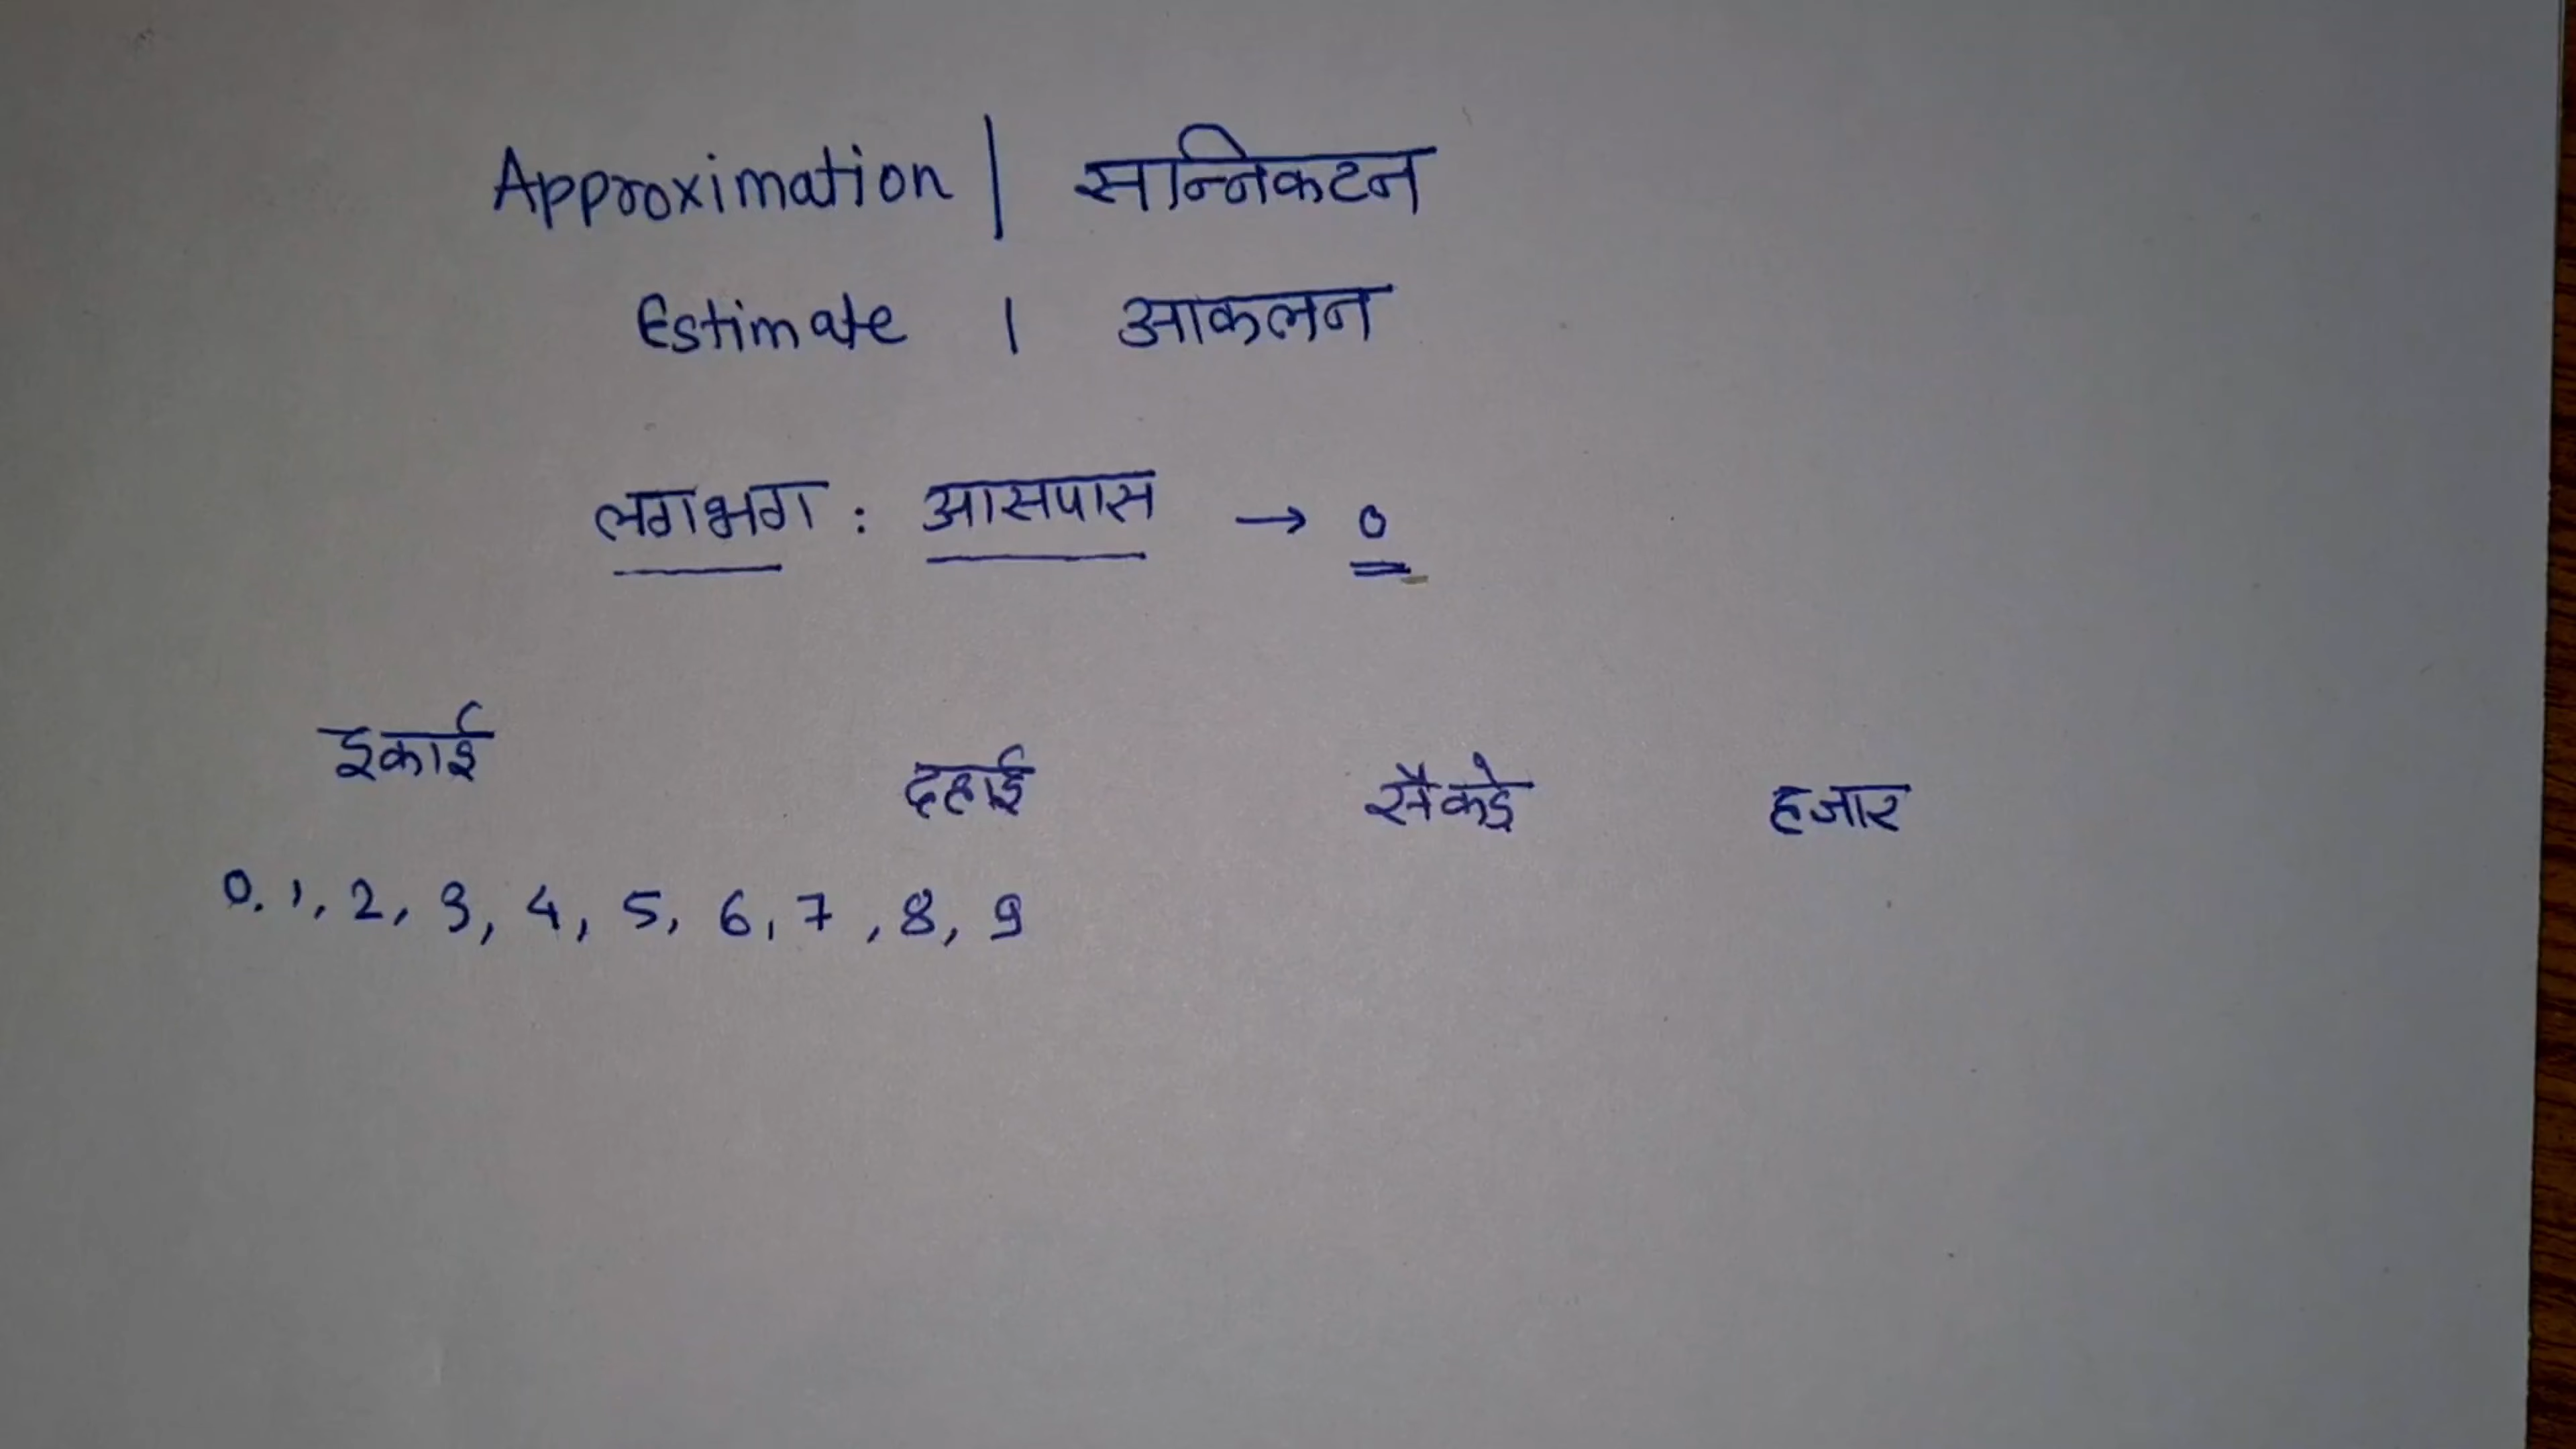 Approximation | सन्निकटन
Estimate | आकलन
लगभग : आसपास → 0
इकाई दहाई सैकड़े हजार
0, 1, 2, 3, 4, 5, 6, 7, 8, 9